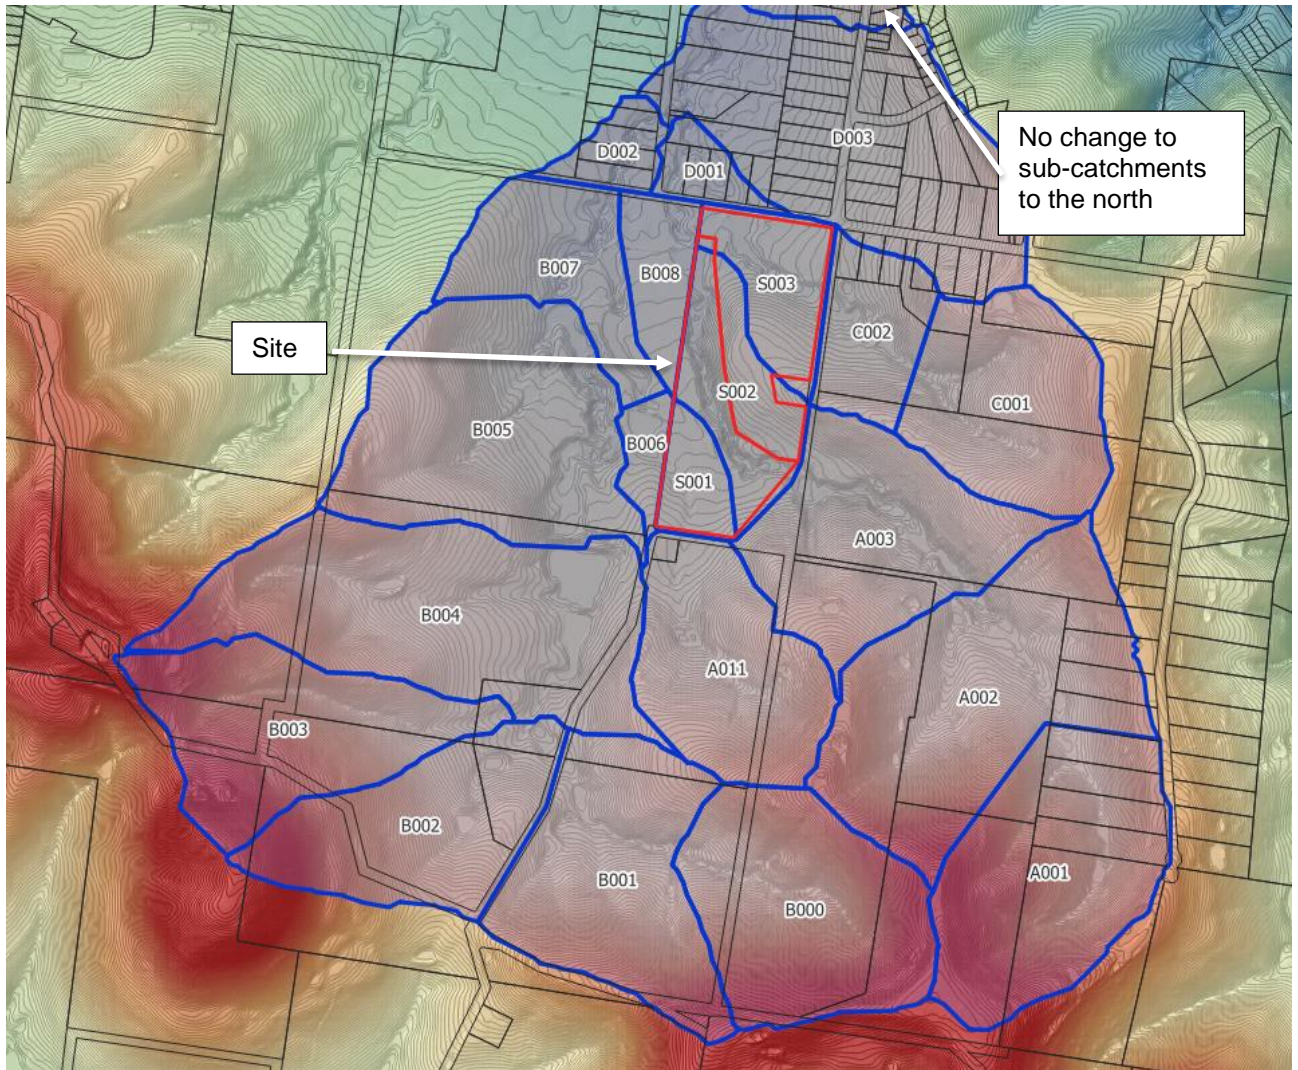 D003
No change to
sub-catchments
to the north
D002
D001
B007
B008
S003
C002
Site
S002
C001
B005
B006
S001
A003
B004
A011
A002
B003
B002
B001
A001
B000